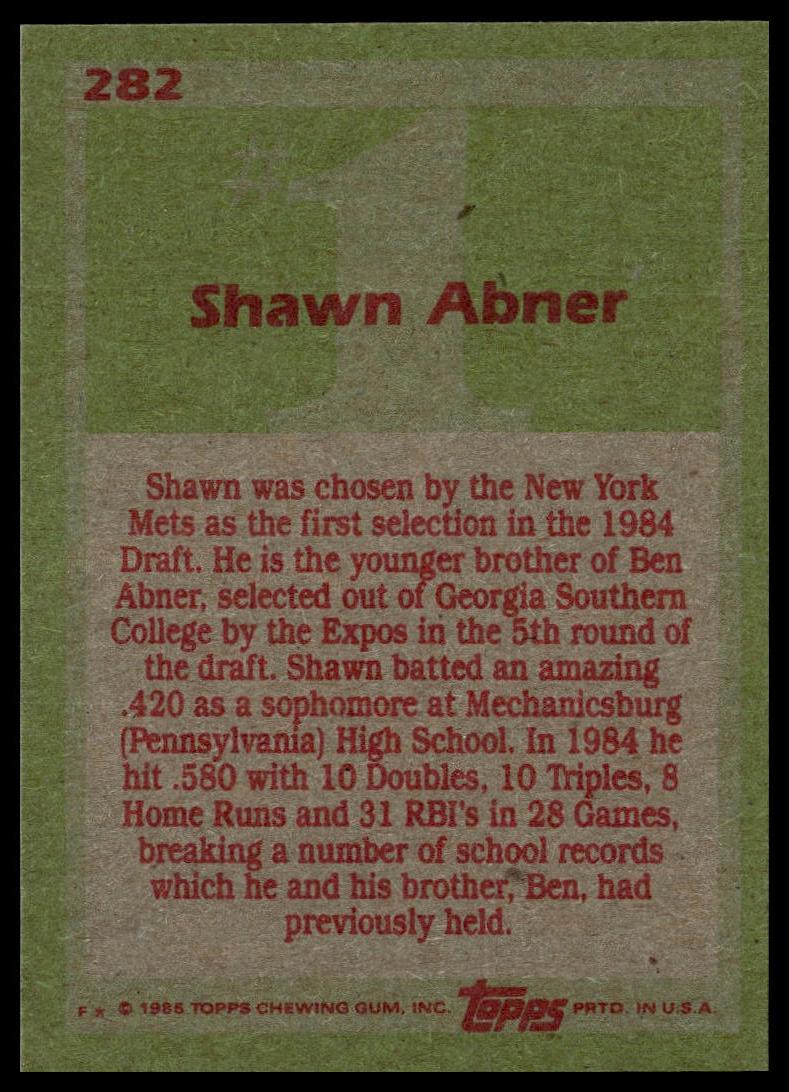 282
#1
Shawn Abner
Shawn was chosen by the New York
Mets as the first selection in the 1984
Draft. He is the younger brother of Ben
Abner, selected out of Georgia Southern
College by the Expos in the 5th round of
the draft. Shawn batted an amazing
.420 as a sophomore at Mechanicsburg
(Pennsylvania) High School. In 1984 he
hit .580 with 10 Doubles, 10 Triples, 8
Home Runs and 31 RBI's in 28 Games,
breaking a number of school records
which he and his brother, Ben, had
previously held.
F* © 1985 TOPPS CHEWING GUM, INC. topps PRTD. IN U.S.A.